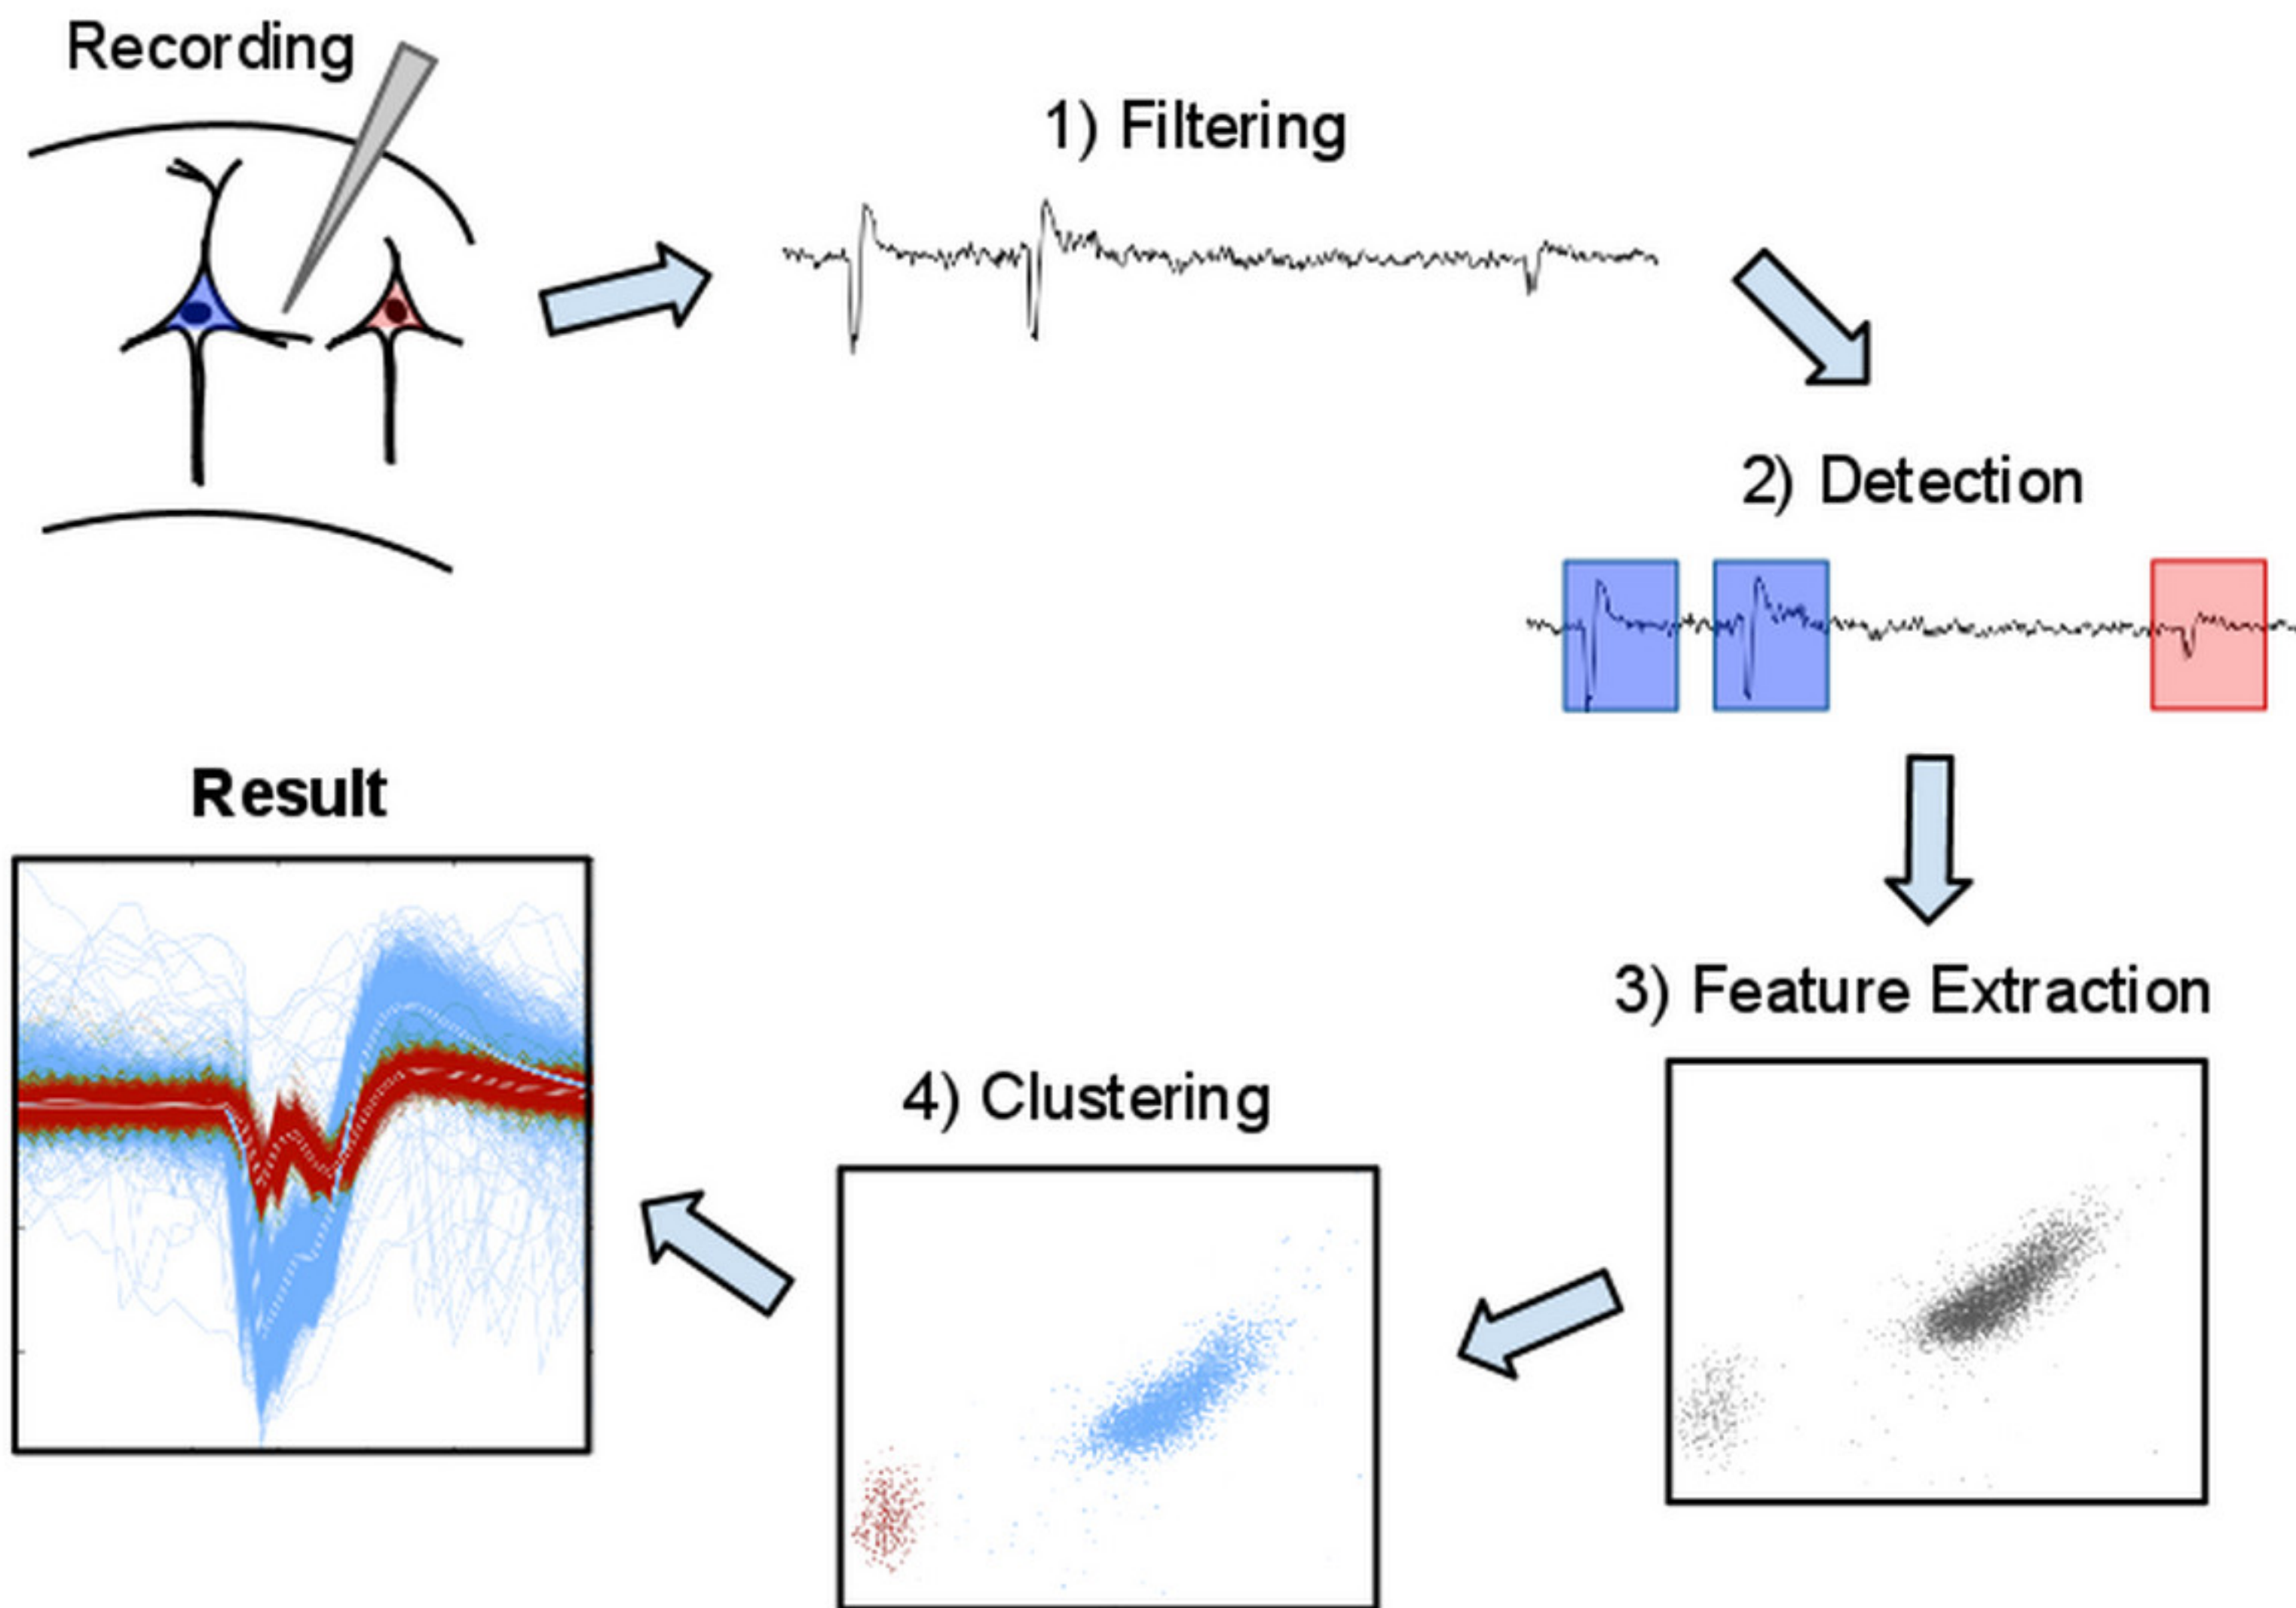 Recording
1) Filtering
2) Detection
3) Feature Extraction
4) Clustering
Result